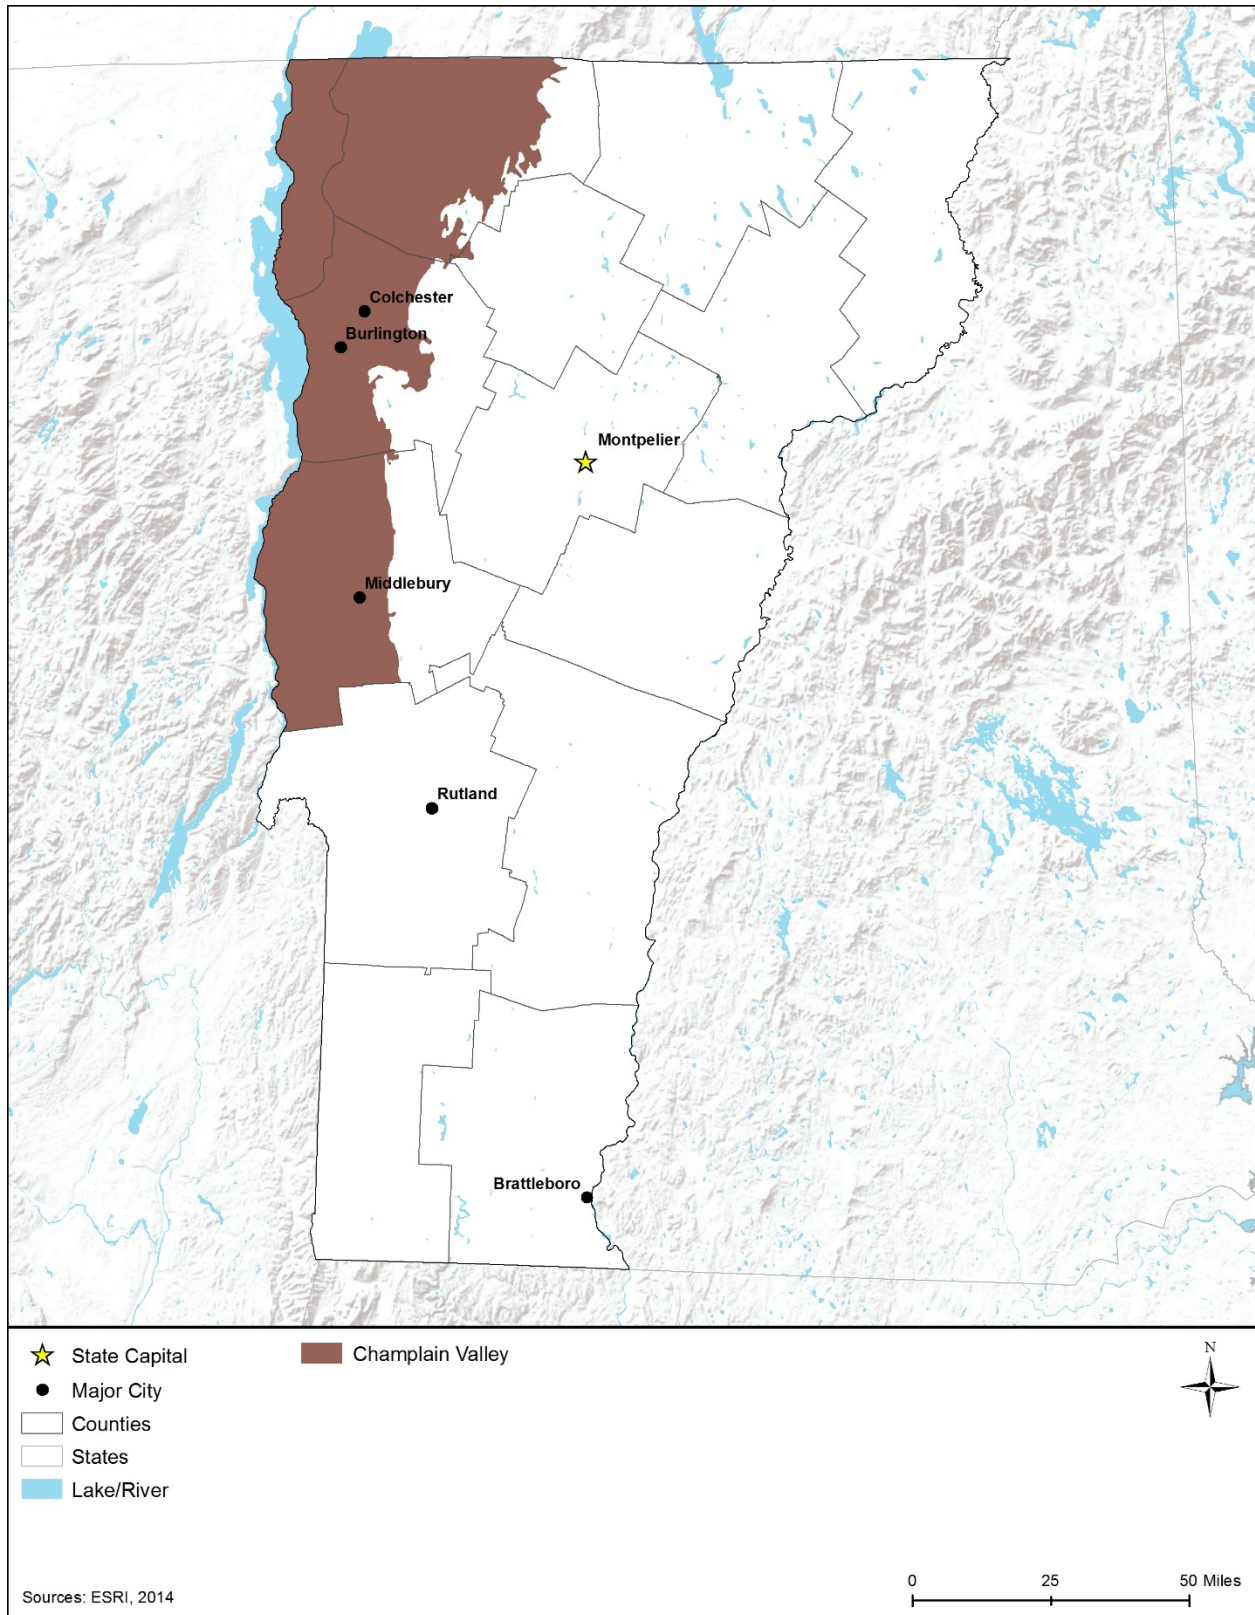 Colchester
Burlington
Montpelier
Middlebury
Rutland
Brattleboro
State Capital
Champlain Valley
N
Major City
Counties
States
Lake/River
Sources: ESRI, 2014
0 25 50 Miles